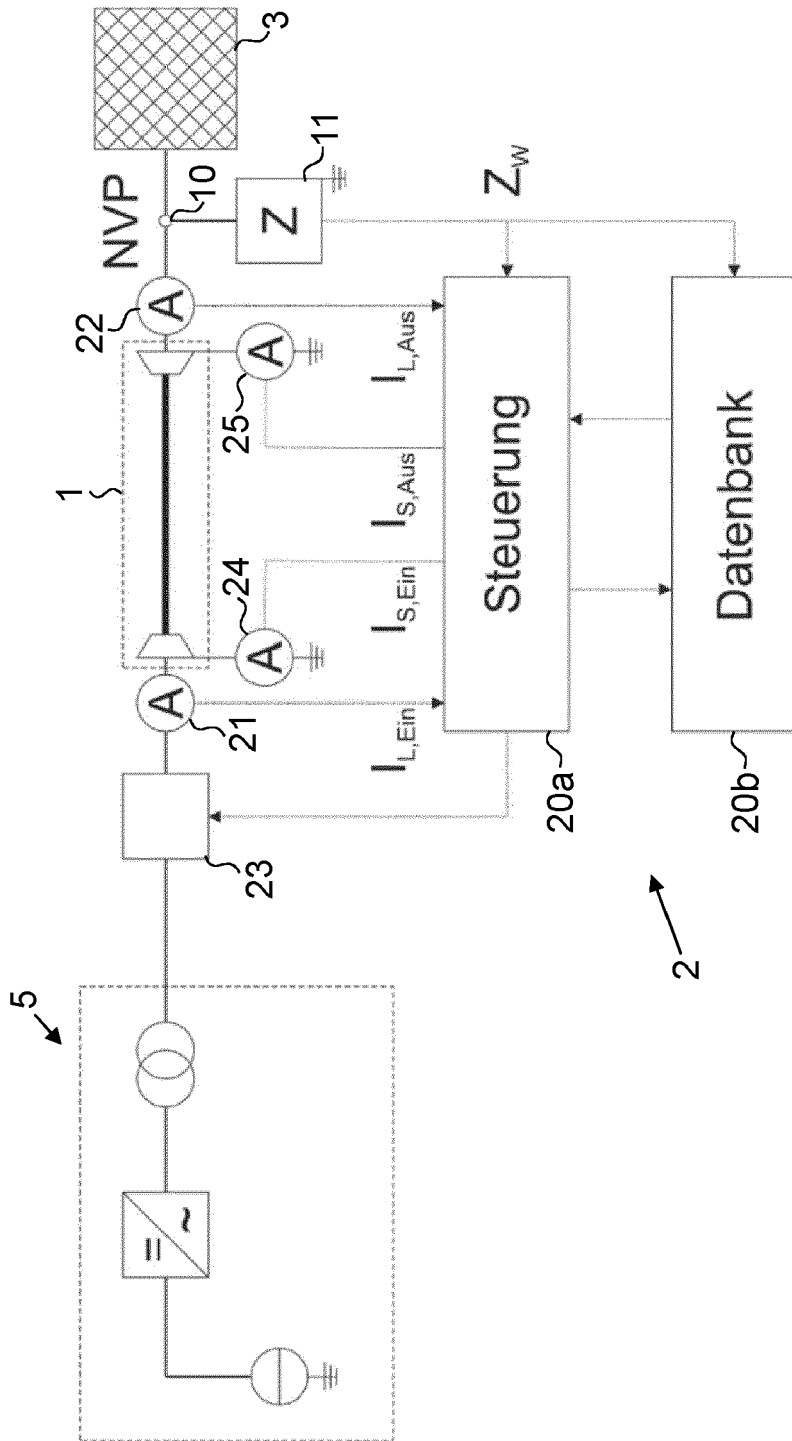 5
23
A
21
1
A
24
A
25
A
22
NVP
10
Z
11
3
I_L,Ein
I_S,Ein
I_S,Aus
I_L,Aus
Z_W
Steuerung
20a
Datenbank
20b
2
=
~